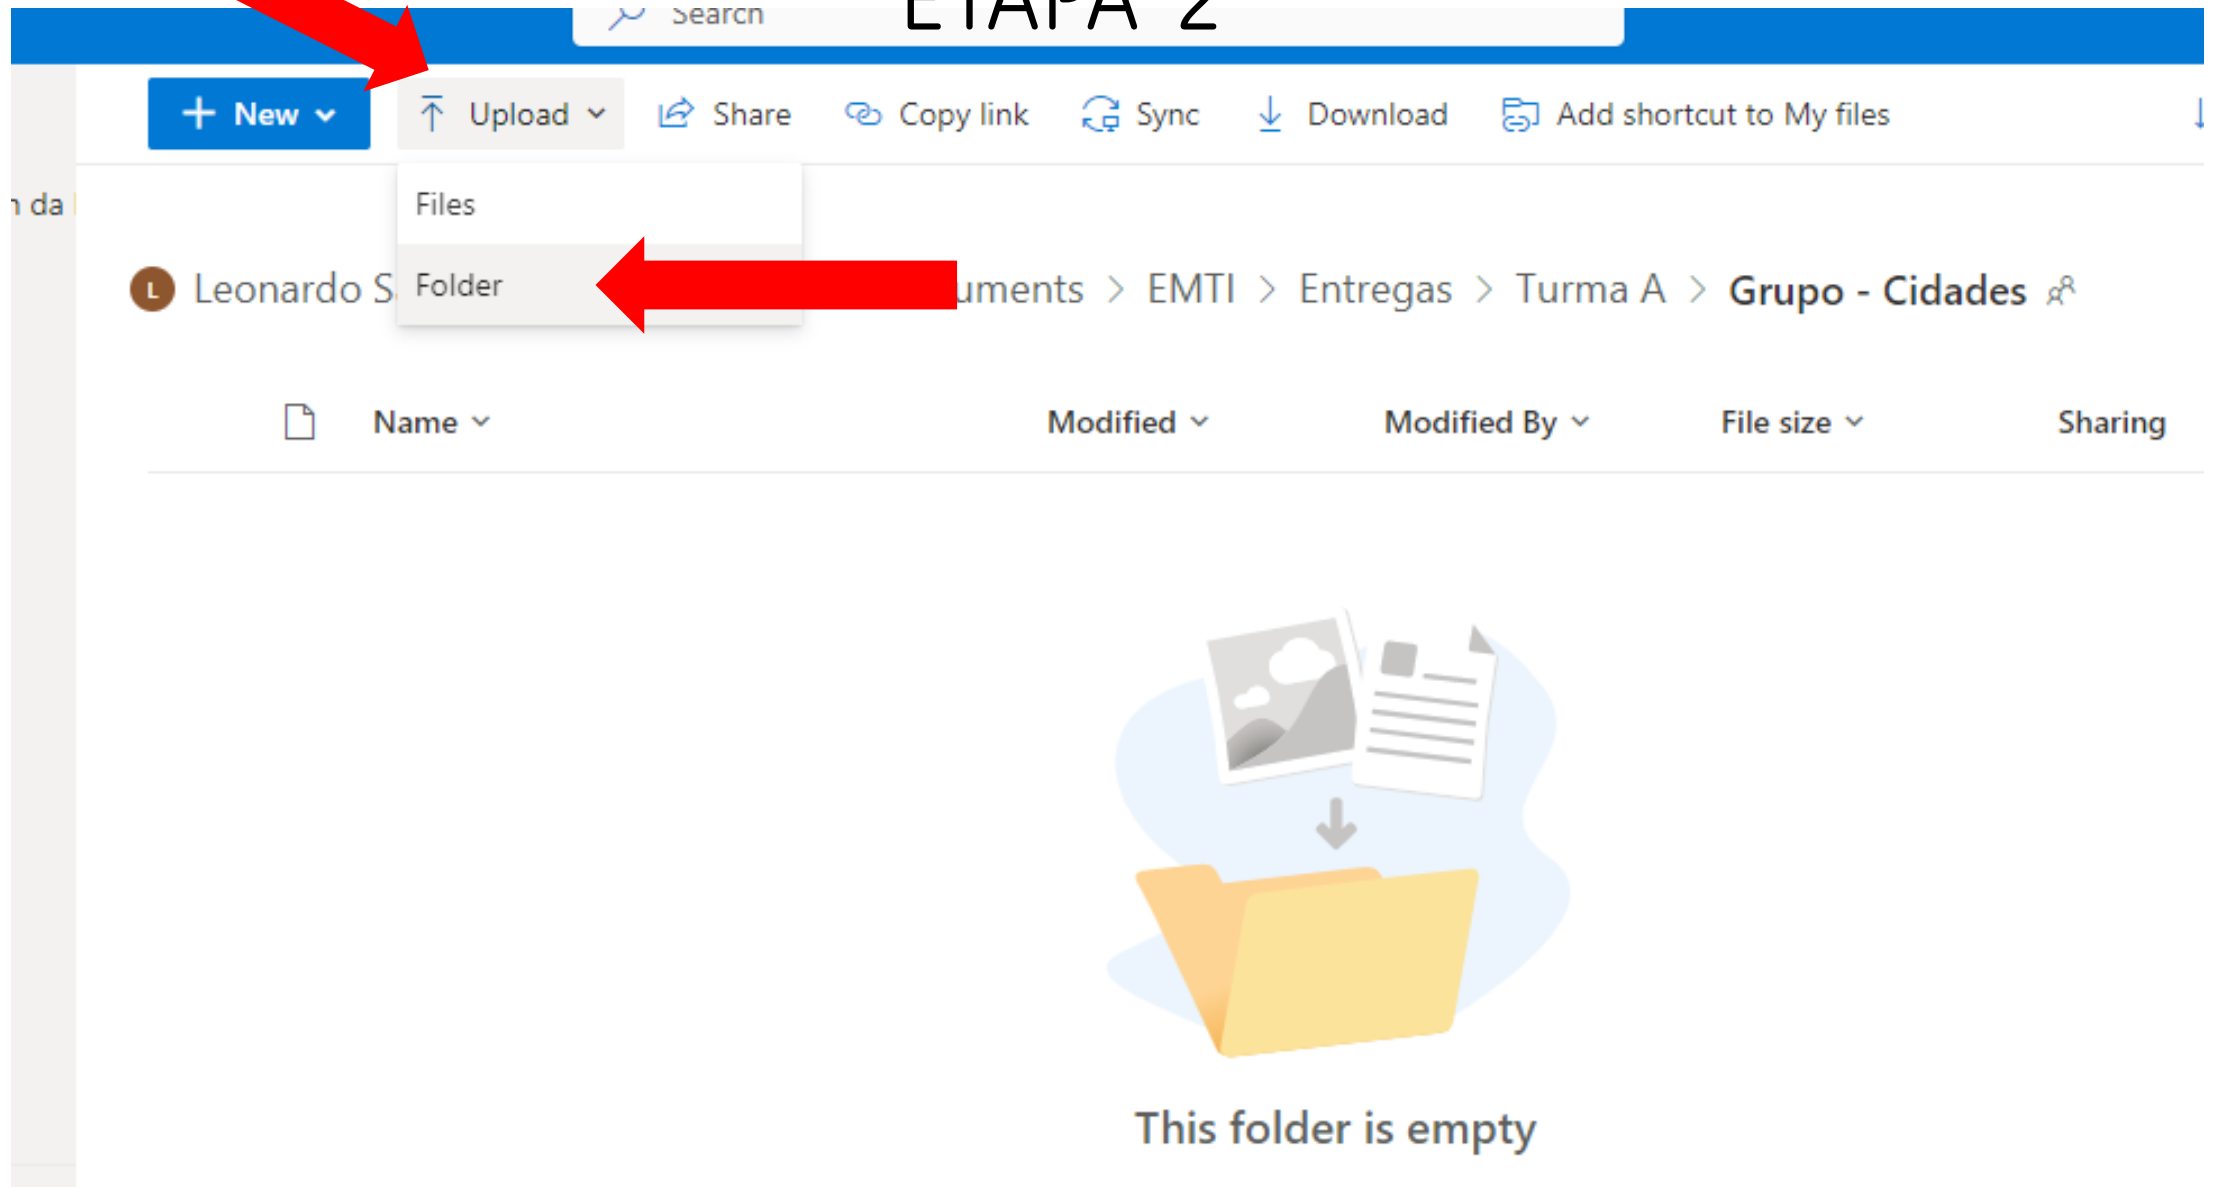 ETAPA 2
Search
New Upload Share Copy link Sync Download Add shortcut to My files
da
Files
Folder
Leonardo > EMTI > Entregas > Turma A > Grupo - Cidades
Name Modified Modified By File size Sharing
This folder is empty